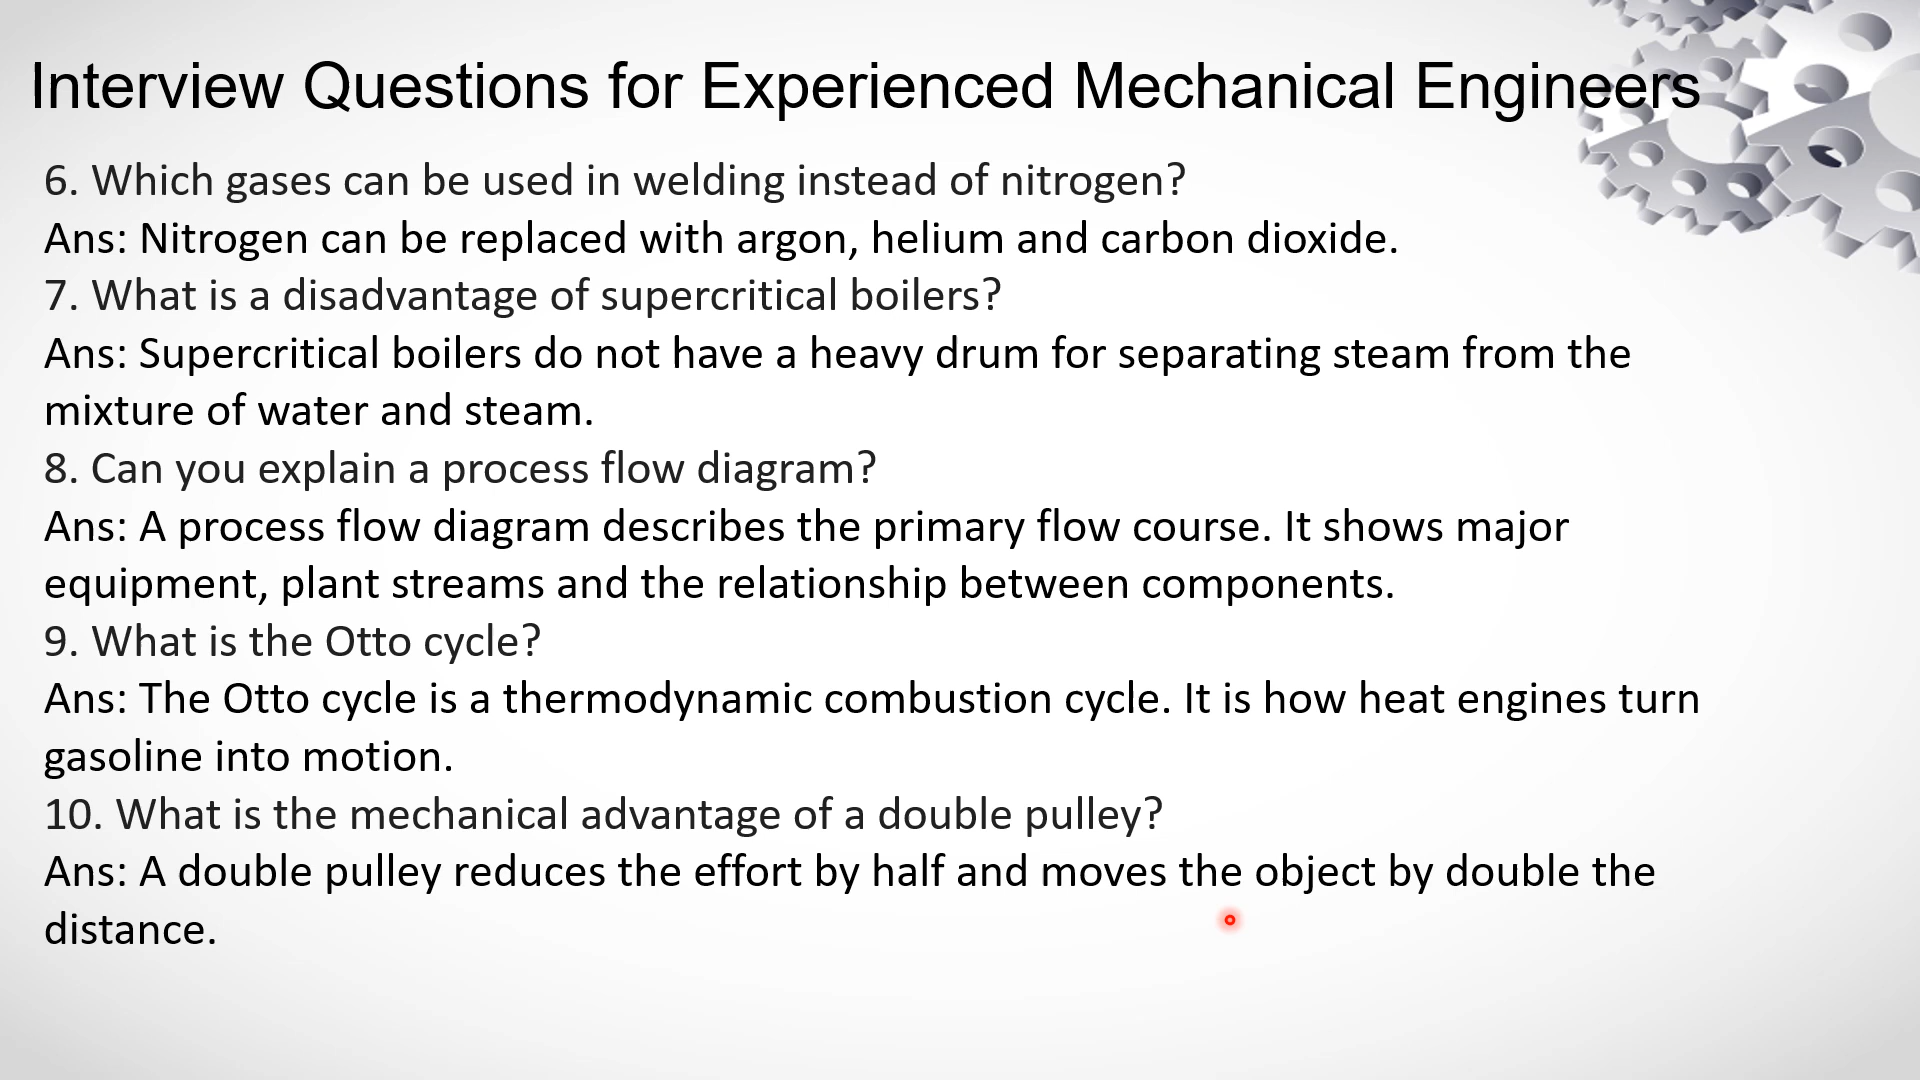 Interview Questions for Experienced Mechanical Engineers
6. Which gases can be used in welding instead of nitrogen?
Ans: Nitrogen can be replaced with argon, helium and carbon dioxide.
7. What is a disadvantage of supercritical boilers?
Ans: Supercritical boilers do not have a heavy drum for separating steam from the
mixture of water and steam.
8. Can you explain a process flow diagram?
Ans: A process flow diagram describes the primary flow course. It shows major
equipment, plant streams and the relationship between components.
9. What is the Otto cycle?
Ans: The Otto cycle is a thermodynamic combustion cycle. It is how heat engines turn
gasoline into motion.
10. What is the mechanical advantage of a double pulley?
Ans: A double pulley reduces the effort by half and moves the object by double the
distance.